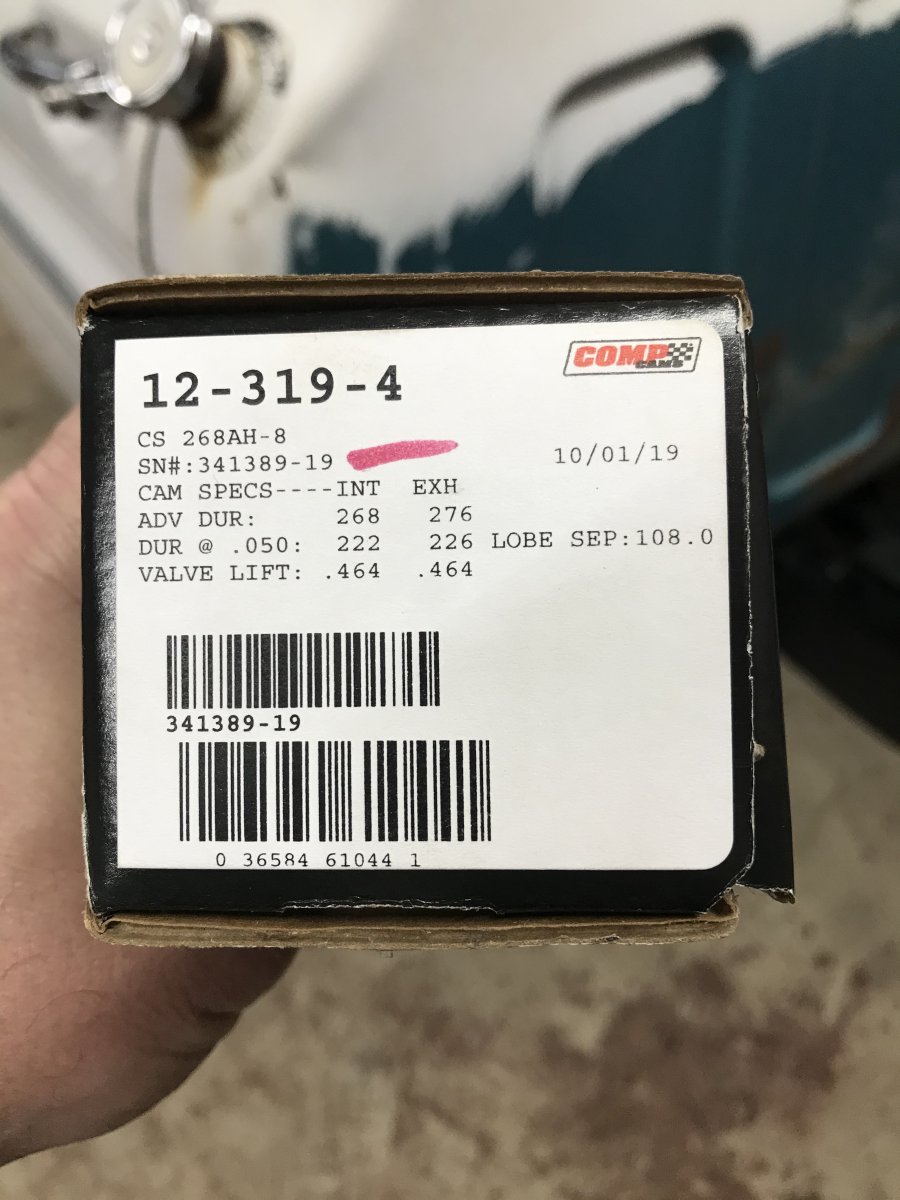 COMP
CAMS
12-319-4
CS 268AH-8
SN#:341389-19
10/01/19
CAM SPECS----INT EXH
ADV DUR: 268 276
DUR @ .050: 222 226 LOBE SEP:108.0
VALVE LIFT: .464 .464
341389-19
0 36584 61044 1